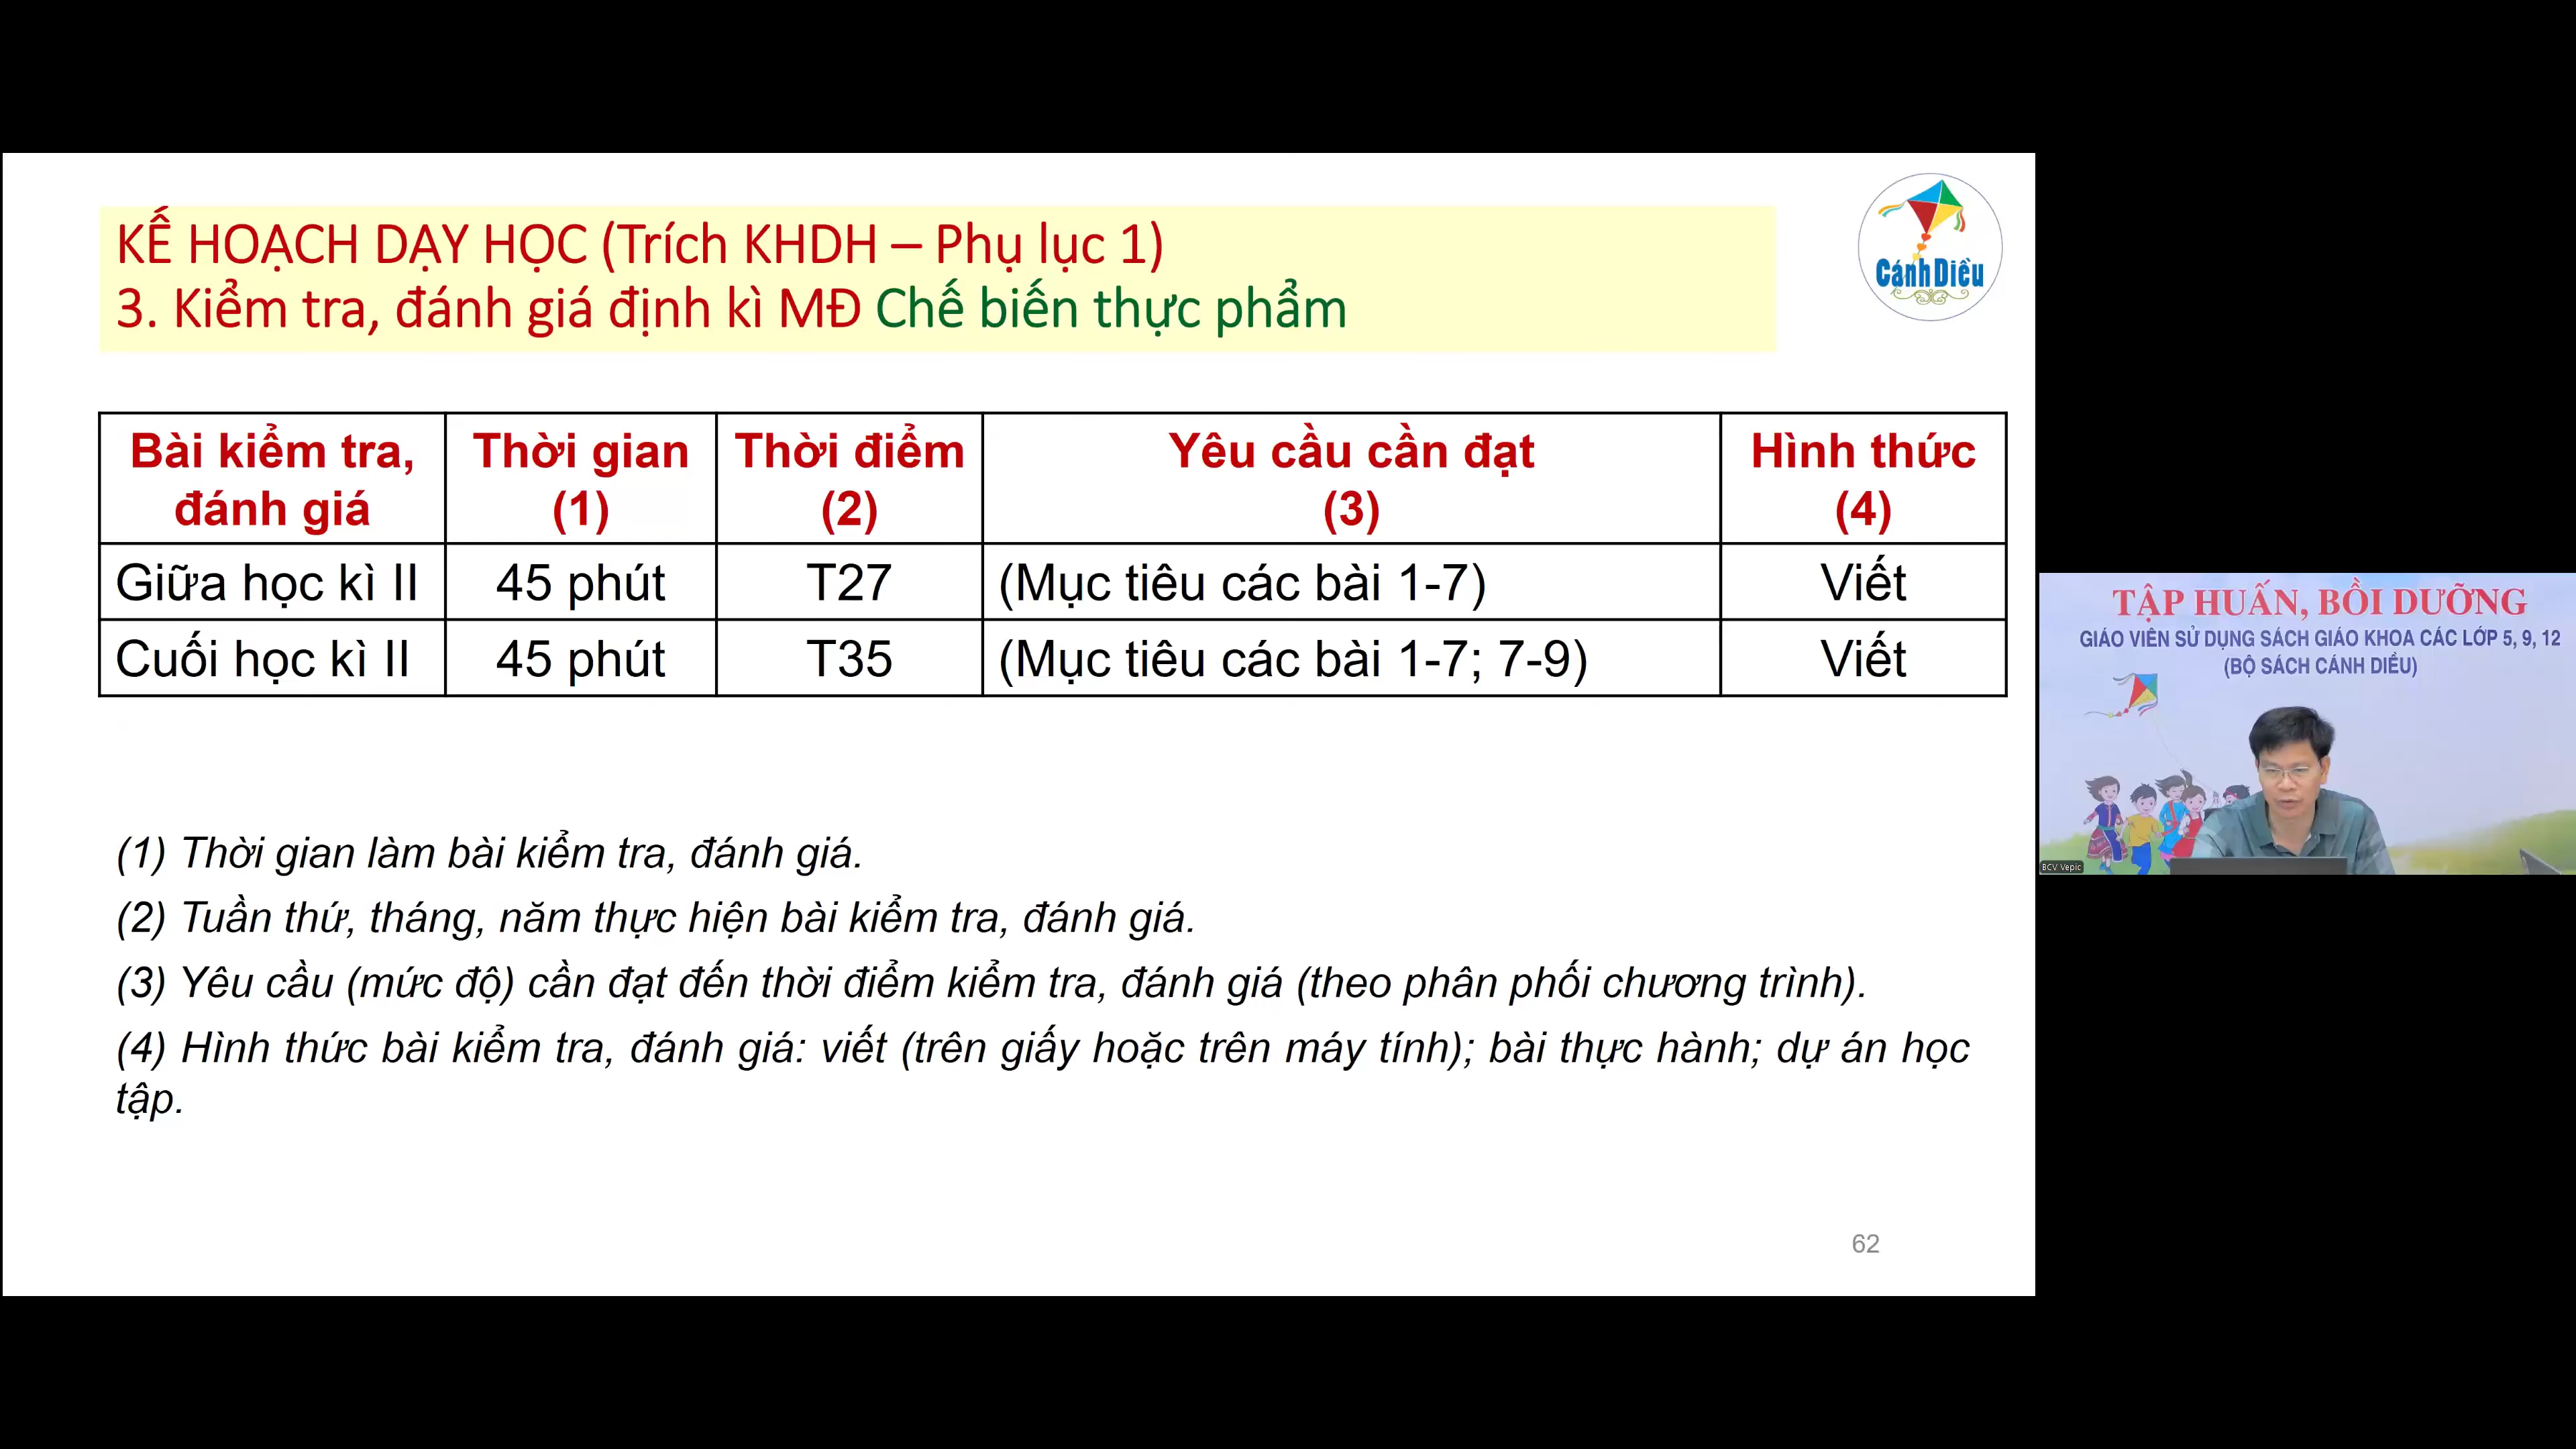 KẾ HOẠCH DẠY HỌC (Trích KHDH – Phụ lục 1)
3. Kiểm tra, đánh giá định kì MĐ Chế biến thực phẩm
Cánh Diều
Bài kiểm tra, đánh giá
Thời gian (1)
Thời điểm (2)
Yêu cầu cần đạt (3)
Hình thức (4)
Giữa học kì II 45 phút T27 (Mục tiêu các bài 1-7) Viết
Cuối học kì II 45 phút T35 (Mục tiêu các bài 1-7; 7-9) Viết
(1) Thời gian làm bài kiểm tra, đánh giá.
(2) Tuần thứ, tháng, năm thực hiện bài kiểm tra, đánh giá.
(3) Yêu cầu (mức độ) cần đạt đến thời điểm kiểm tra, đánh giá (theo phân phối chương trình).
(4) Hình thức bài kiểm tra, đánh giá: viết (trên giấy hoặc trên máy tính); bài thực hành; dự án học
tập.
62
TẬP HUẤN, BỒI DƯỠNG
GIÁO VIÊN SỬ DỤNG SÁCH GIÁO KHOA CÁC LỚP 5, 9, 12
(BỘ SÁCH CÁNH DIỀU)
BCV Vepic